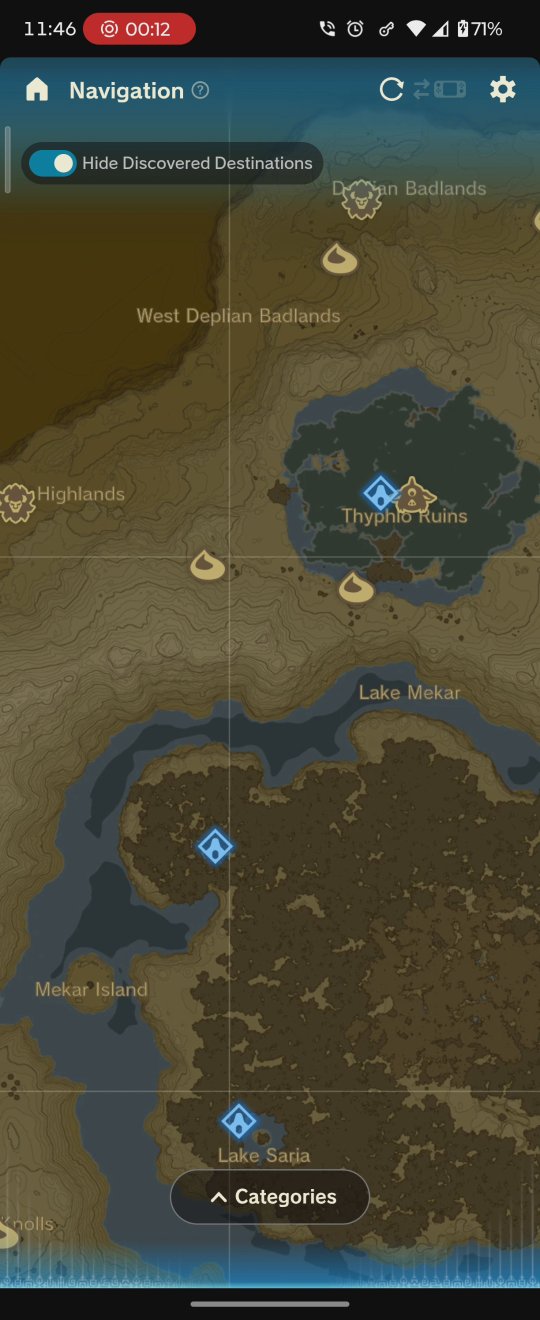 11:46 00:12 71%
Navigation ?
Hide Discovered Destinations
Badlands
West Deplian Badlands
Highlands
Thyphlo Ruins
Lake Mekar
Mekar Island
Lake Saria
Categories
Knolls